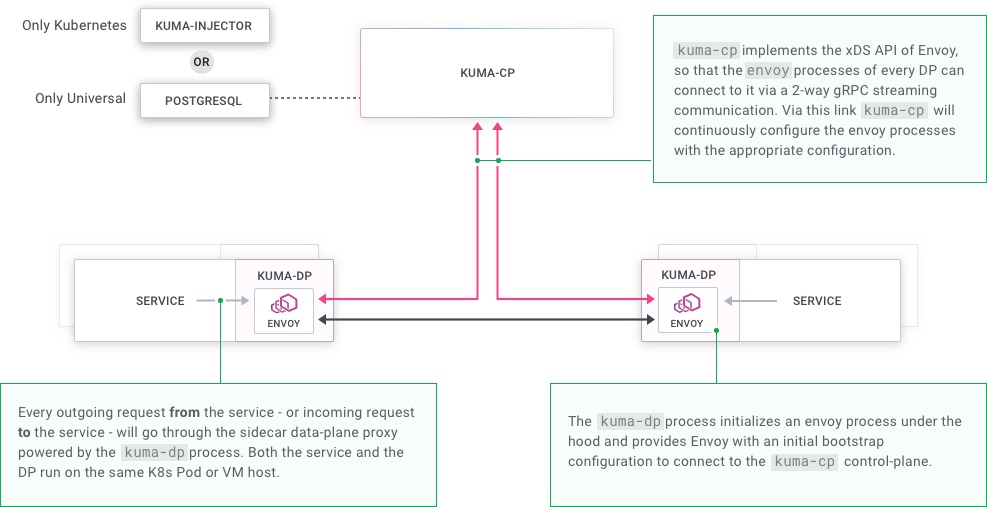 Only Kubernetes
KUMA-INJECTOR
OR
Only Universal
POSTGRESQL
KUMA-CP
kuma-cp implements the xDS API of Envoy,
so that the envoy processes of every DP can
connect to it via a 2-way gRPC streaming
communication. Via this link kuma-cp will
continuously configure the envoy processes
with the appropriate configuration.
SERVICE
KUMA-DP
ENVOY
KUMA-DP
ENVOY
SERVICE
Every outgoing request from the service - or incoming request
to the service - will go through the sidecar data-plane proxy
powered by the kuma-dp process. Both the service and the
DP run on the same K8s Pod or VM host.
The kuma-dp process initializes an envoy process under the
hood and provides Envoy with an initial bootstrap
configuration to connect to the kuma-cp control-plane.